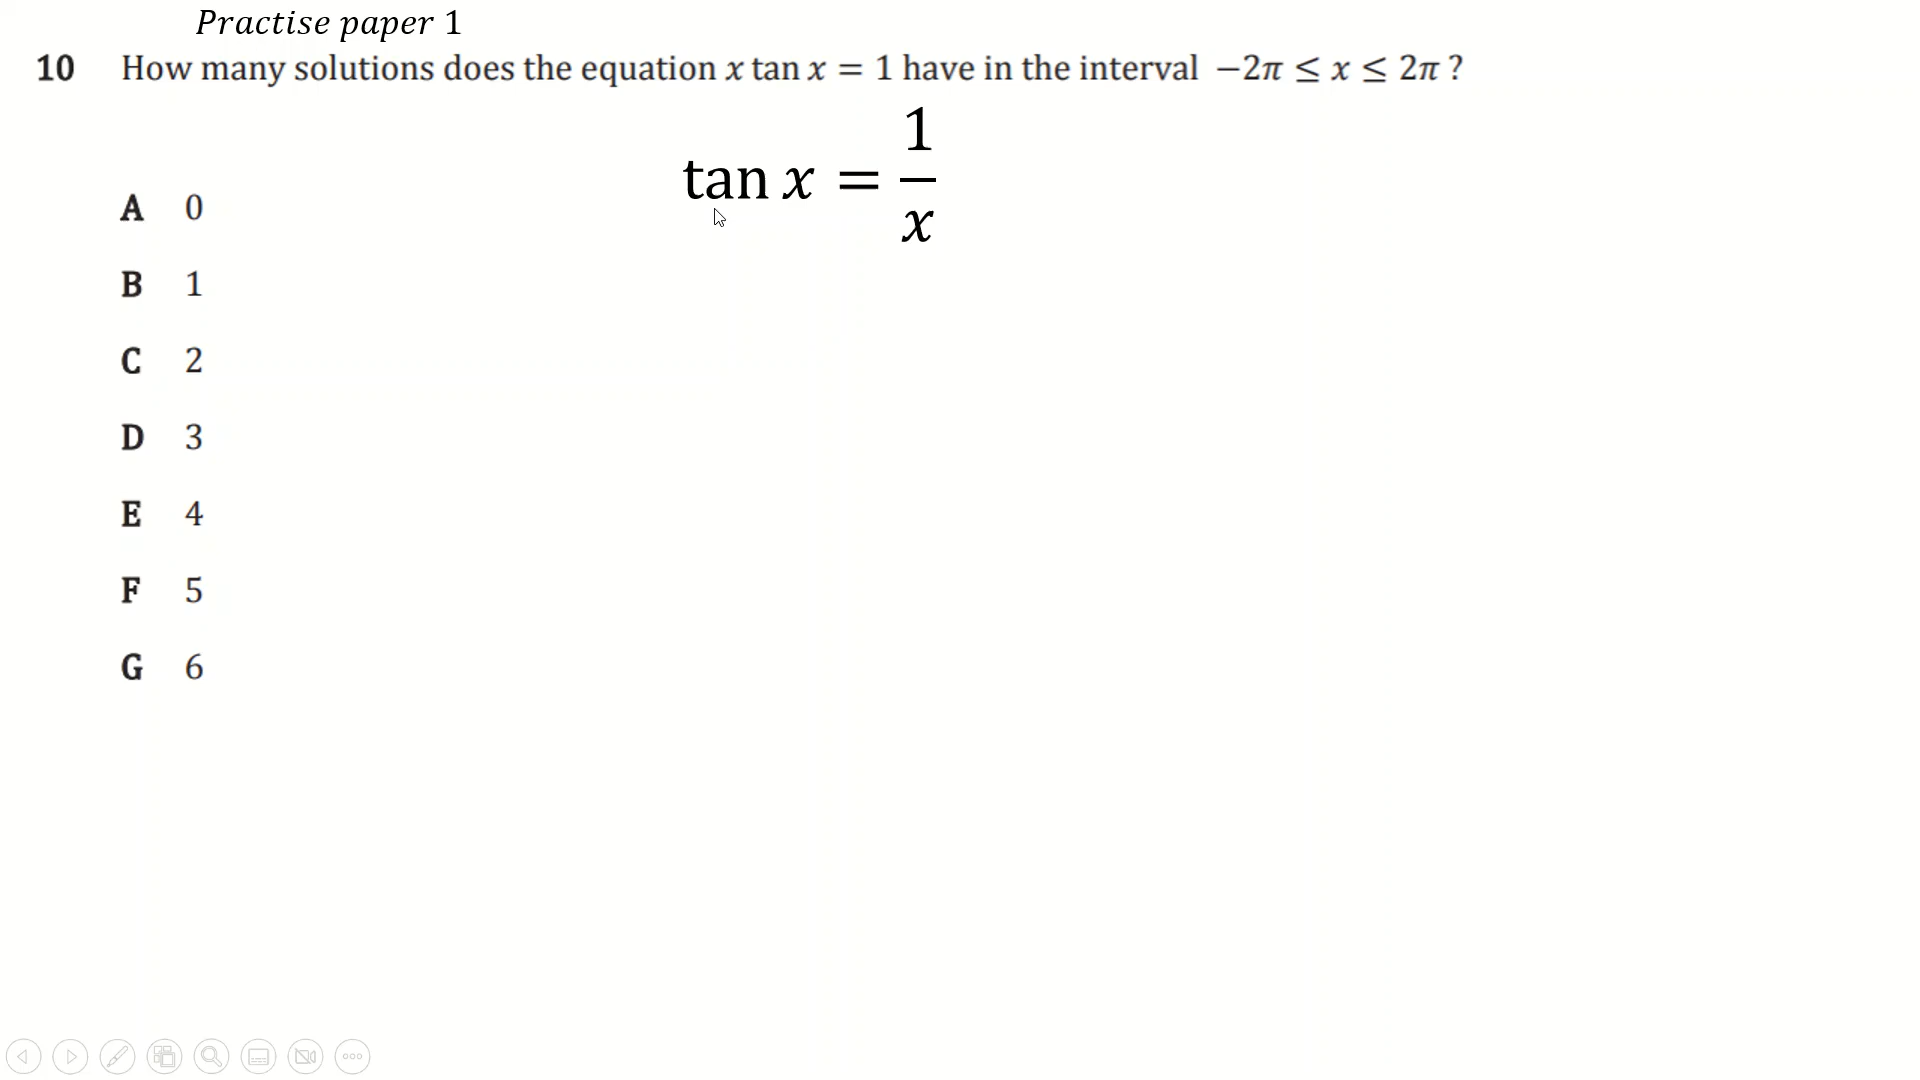 Practise paper 1
10 How many solutions does the equation x tan x = 1 have in the interval −2π ≤ x ≤ 2π ?
tan x = 1/x
A 0
B 1
C 2
D 3
E 4
F 5
G 6